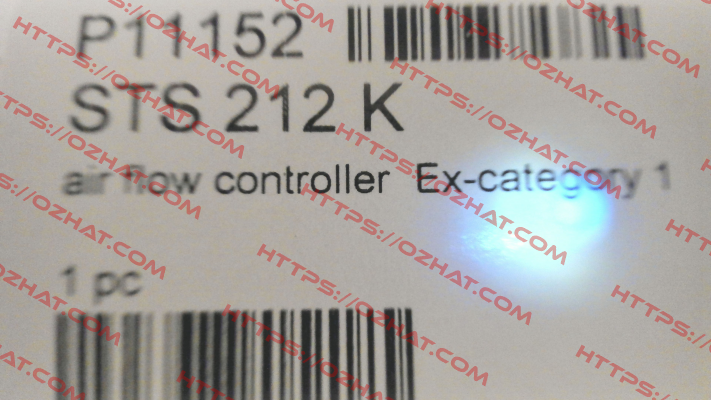 P11152
STS 212 K
air flow controller Ex-category 1
1 pc
HTTPS://OZHAT.COM